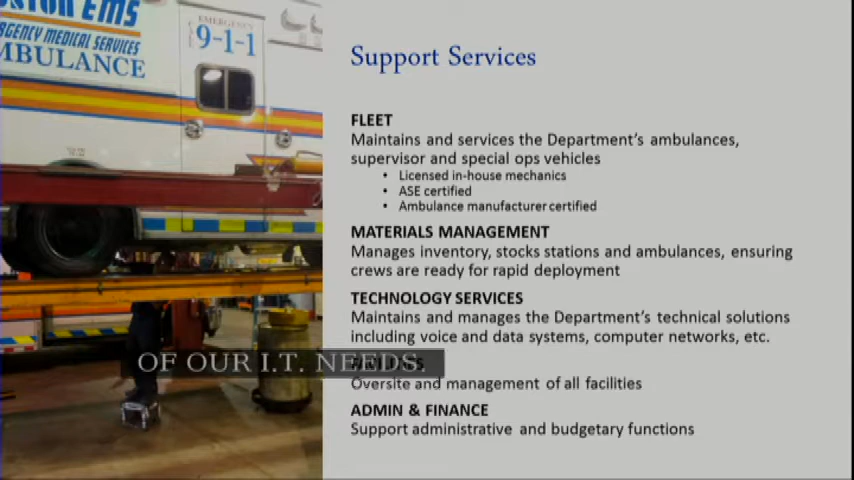 EMS
EMERGENCY
9-1-1
MEDICAL SERVICES
AMBULANCE
Support Services
FLEET
Maintains and services the Department's ambulances,
supervisor and special ops vehicles
• Licensed in-house mechanics
• ASE certified
• Ambulance manufacturer certified
MATERIALS MANAGEMENT
Manages inventory, stocks stations and ambulances, ensuring
crews are ready for rapid deployment
TECHNOLOGY SERVICES
Maintains and manages the Department's technical solutions
including voice and data systems, computer networks, etc.
OF OUR I.T. NEEDS.
Oversite and management of all facilities
ADMIN & FINANCE
Support administrative and budgetary functions